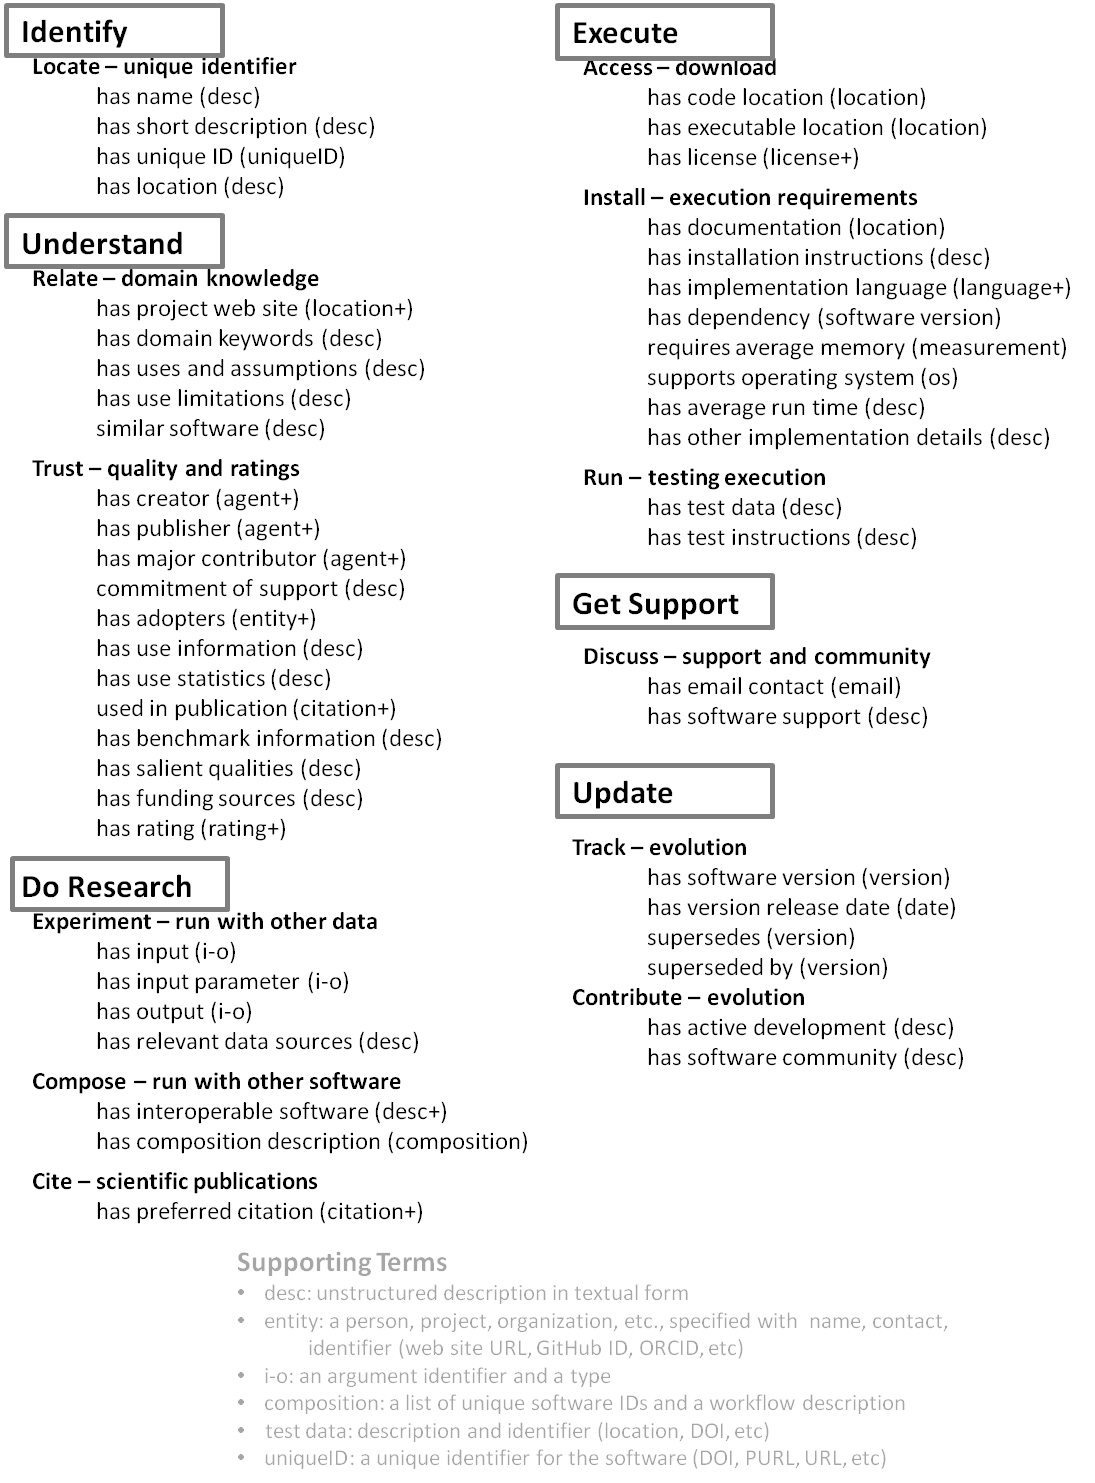 Identify
Locate – unique identifier
has name (desc)
has short description (desc)
has unique ID (uniqueID)
has location (desc)
Understand
Relate – domain knowledge
has project web site (location+)
has domain keywords (desc)
has uses and assumptions (desc)
has use limitations (desc)
similar software (desc)
Trust – quality and ratings
has creator (agent+)
has publisher (agent+)
has major contributor (agent+)
commitment of support (desc)
has adopters (entity+)
has use information (desc)
has use statistics (desc)
used in publication (citation+)
has benchmark information (desc)
has salient qualities (desc)
has funding sources (desc)
has rating (rating+)
Do Research
Experiment – run with other data
has input (i-o)
has input parameter (i-o)
has output (i-o)
has relevant data sources (desc)
Compose – run with other software
has interoperable software (desc+)
has composition description (composition)
Cite – scientific publications
has preferred citation (citation+)
Execute
Access – download
has code location (location)
has executable location (location)
has license (license+)
Install – execution requirements
has documentation (location)
has installation instructions (desc)
has implementation language (language+)
has dependency (software version)
requires average memory (measurement)
supports operating system (os)
has average run time (desc)
has other implementation details (desc)
Run – testing execution
has test data (desc)
has test instructions (desc)
Get Support
Discuss – support and community
has email contact (email)
has software support (desc)
Update
Track – evolution
has software version (version)
has version release date (date)
supersedes (version)
superseded by (version)
Contribute – evolution
has active development (desc)
has software community (desc)
Supporting Terms
• desc: unstructured description in textual form
• entity: a person, project, organization, etc., specified with name, contact,
identifier (web site URL, GitHub ID, ORCID, etc)
• i-o: an argument identifier and a type
• composition: a list of unique software IDs and a workflow description
• test data: description and identifier (location, DOI, etc)
• uniqueID: a unique identifier for the software (DOI, PURL, URL, etc)